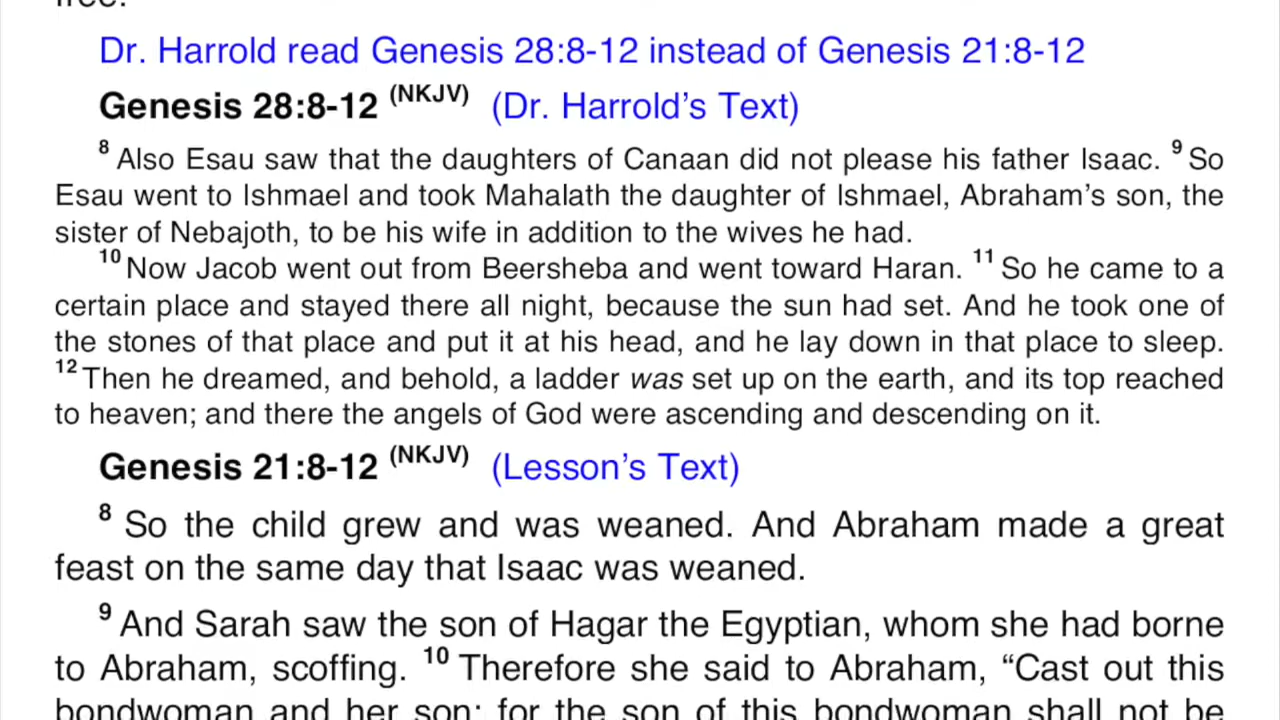 free.
Dr. Harrold read Genesis 28:8-12 instead of Genesis 21:8-12
Genesis 28:8-12 (NKJV) (Dr. Harrold’s Text)
8 Also Esau saw that the daughters of Canaan did not please his father Isaac. 9 So
Esau went to Ishmael and took Mahalath the daughter of Ishmael, Abraham’s son, the
sister of Nebajoth, to be his wife in addition to the wives he had.
10 Now Jacob went out from Beersheba and went toward Haran. 11 So he came to a
certain place and stayed there all night, because the sun had set. And he took one of
the stones of that place and put it at his head, and he lay down in that place to sleep.
12 Then he dreamed, and behold, a ladder was set up on the earth, and its top reached
to heaven; and there the angels of God were ascending and descending on it.
Genesis 21:8-12 (NKJV) (Lesson’s Text)
8 So the child grew and was weaned. And Abraham made a great
feast on the same day that Isaac was weaned.
9 And Sarah saw the son of Hagar the Egyptian, whom she had borne
to Abraham, scoffing. 10 Therefore she said to Abraham, “Cast out this
bondwoman and her son; for the son of this bondwoman shall not be